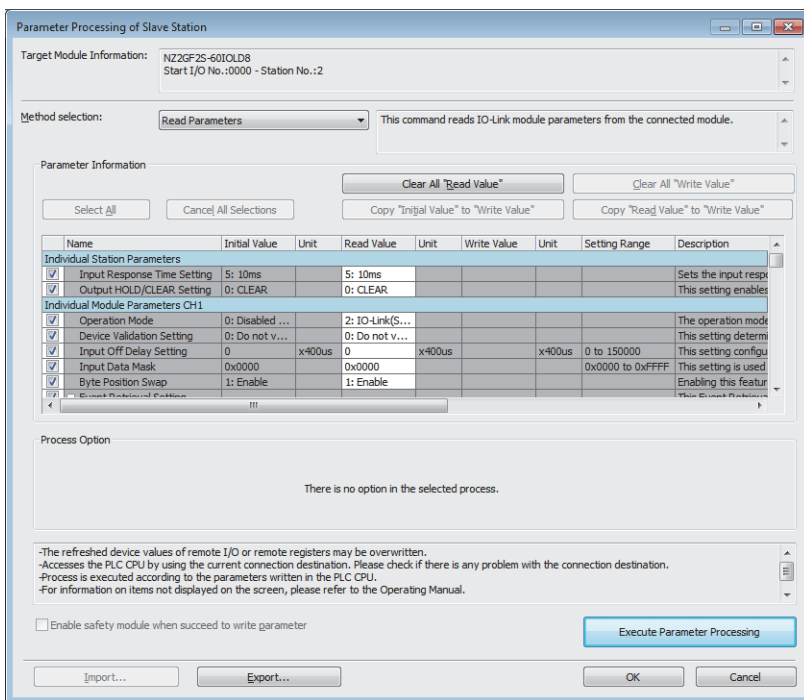 Parameter Processing of Slave Station
Target Module Information:
NZ2GF2S-60IOLD8
Start I/O No.:0000 - Station No.:2
Method selection:
Read Parameters
This command reads IO-Link module parameters from the connected module.
Parameter Information
Clear All "Read Value"
Clear All "Write Value"
Select All
Cancel All Selections
Copy "Initial Value" to "Write Value"
Copy "Read Value" to "Write Value"
Name Initial Value Unit Read Value Unit Write Value Unit Setting Range Description
Individual Station Parameters
Input Response Time Setting 5: 10ms 5: 10ms Sets the input respo
Output HOLD/CLEAR Setting 0: CLEAR 0: CLEAR This setting enables
Individual Module Parameters CH1
Operation Mode 0: Disabled ... 2: IO-Link(S... The operation mode
Device Validation Setting 0: Do not v... 0: Do not v... This setting determi
Input Off Delay Setting 0 x400us 0 x400us x400us 0 to 150000 This setting configu
Input Data Mask 0x0000 0x0000 0x0000 to 0xFFFF This setting is used
Byte Position Swap 1: Enable 1: Enable Enabling this featur
Event Retrieval Setting This Event Retrieva
Process Option
There is no option in the selected process.
-The refreshed device values of remote I/O or remote registers may be overwritten.
-Accesses the PLC CPU by using the current connection destination. Please check if there is any problem with the connection destination.
-Process is executed according to the parameters written in the PLC CPU.
-For information on items not displayed on the screen, please refer to the Operating Manual.
Enable safety module when succeed to write parameter
Execute Parameter Processing
Import...
Export...
OK
Cancel